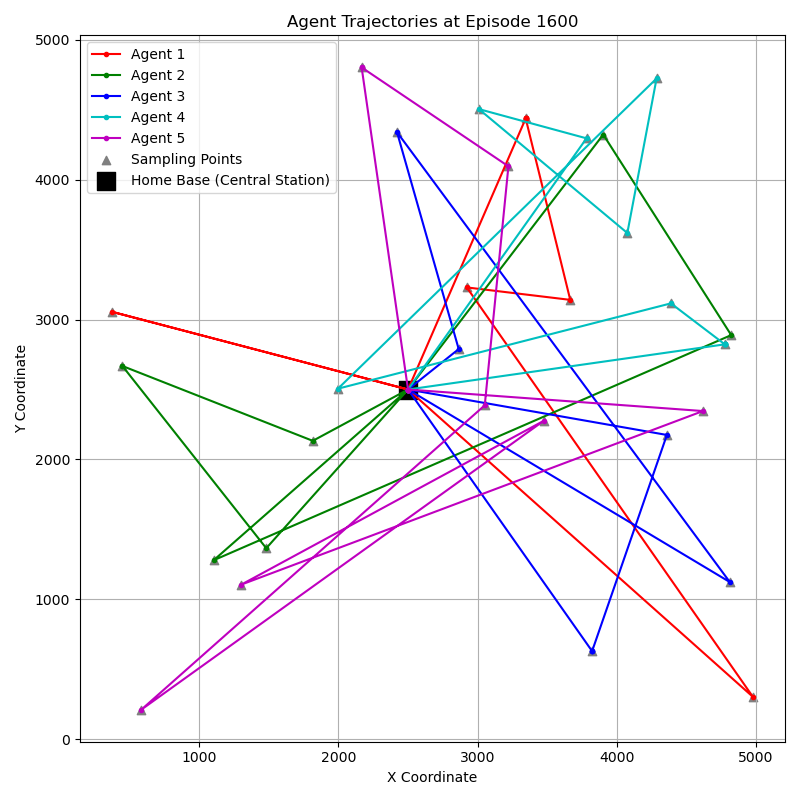 Agent Trajectories at Episode 1600
Agent 1
Agent 2
Agent 3
Agent 4
Agent 5
Sampling Points
Home Base (Central Station)
5000
4000
3000
2000
1000
0
Y Coordinate
1000
2000
3000
4000
5000
X Coordinate